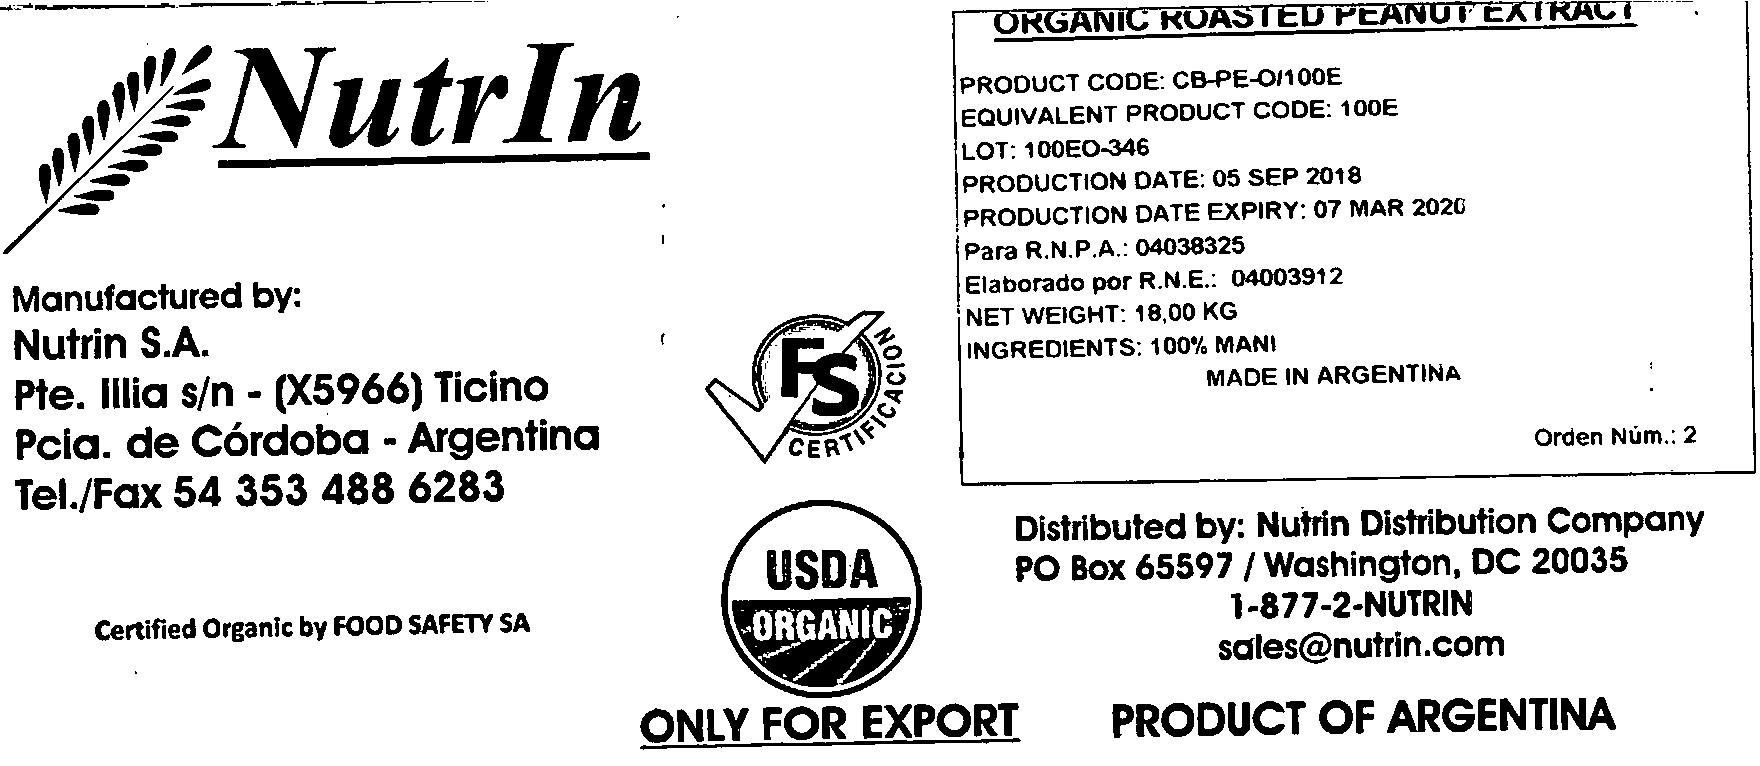 NutrIn
Manufactured by:
Nutrin S.A.
Pte. Illia s/n - (X5966) Ticino
Pcia. de Córdoba - Argentina
Tel./Fax 54 353 488 6283
Certified Organic by FOOD SAFETY SA
FS
CERTIFICACION
USDA
ORGANIC
ONLY FOR EXPORT
ORGANIC ROASTED PEANUT EXTRACT
PRODUCT CODE: CB-PE-O/100E
EQUIVALENT PRODUCT CODE: 100E
LOT: 100EO-346
PRODUCTION DATE: 05 SEP 2018
PRODUCTION DATE EXPIRY: 07 MAR 2020
Para R.N.P.A.: 04038325
Elaborado por R.N.E.: 04003912
NET WEIGHT: 18,00 KG
INGREDIENTS: 100% MANI
MADE IN ARGENTINA
Orden Núm.: 2
Distributed by: Nutrin Distribution Company
PO Box 65597 / Washington, DC 20035
1-877-2-NUTRIN
sales@nutrin.com
PRODUCT OF ARGENTINA